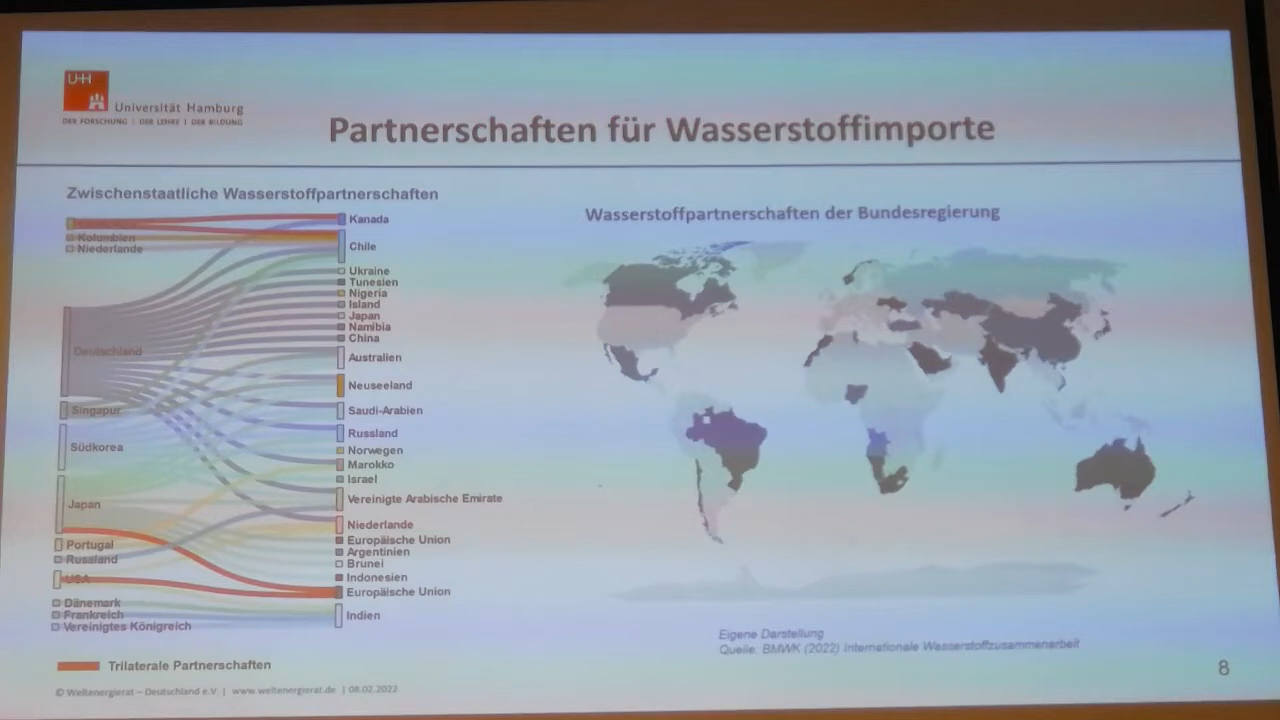 U+H
Universität Hamburg
DER FORSCHUNG | DER LEHRE | DER BILDUNG
Partnerschaften für Wasserstoffimporte
Zwischenstaatliche Wasserstoffpartnerschaften
Kolumbien
Niederlande
Deutschland
Singapur
Südkorea
Japan
Portugal
Russland
USA
Dänemark
Frankreich
Vereinigtes Königreich
Kanada
Chile
Ukraine
Tunesien
Nigeria
Island
Japan
Namibia
China
Australien
Neuseeland
Saudi-Arabien
Russland
Norwegen
Marokko
Israel
Vereinigte Arabische Emirate
Niederlande
Europäische Union
Argentinien
Brunei
Indonesien
Europäische Union
Indien
Trilaterale Partnerschaften
© Weltenergierat – Deutschland e.V | www.weltenergierat.de | 08.02.2022
Wasserstoffpartnerschaften der Bundesregierung
Eigene Darstellung
Quelle: BMWK (2022) Internationale Wasserstoffzusammenarbeit
8